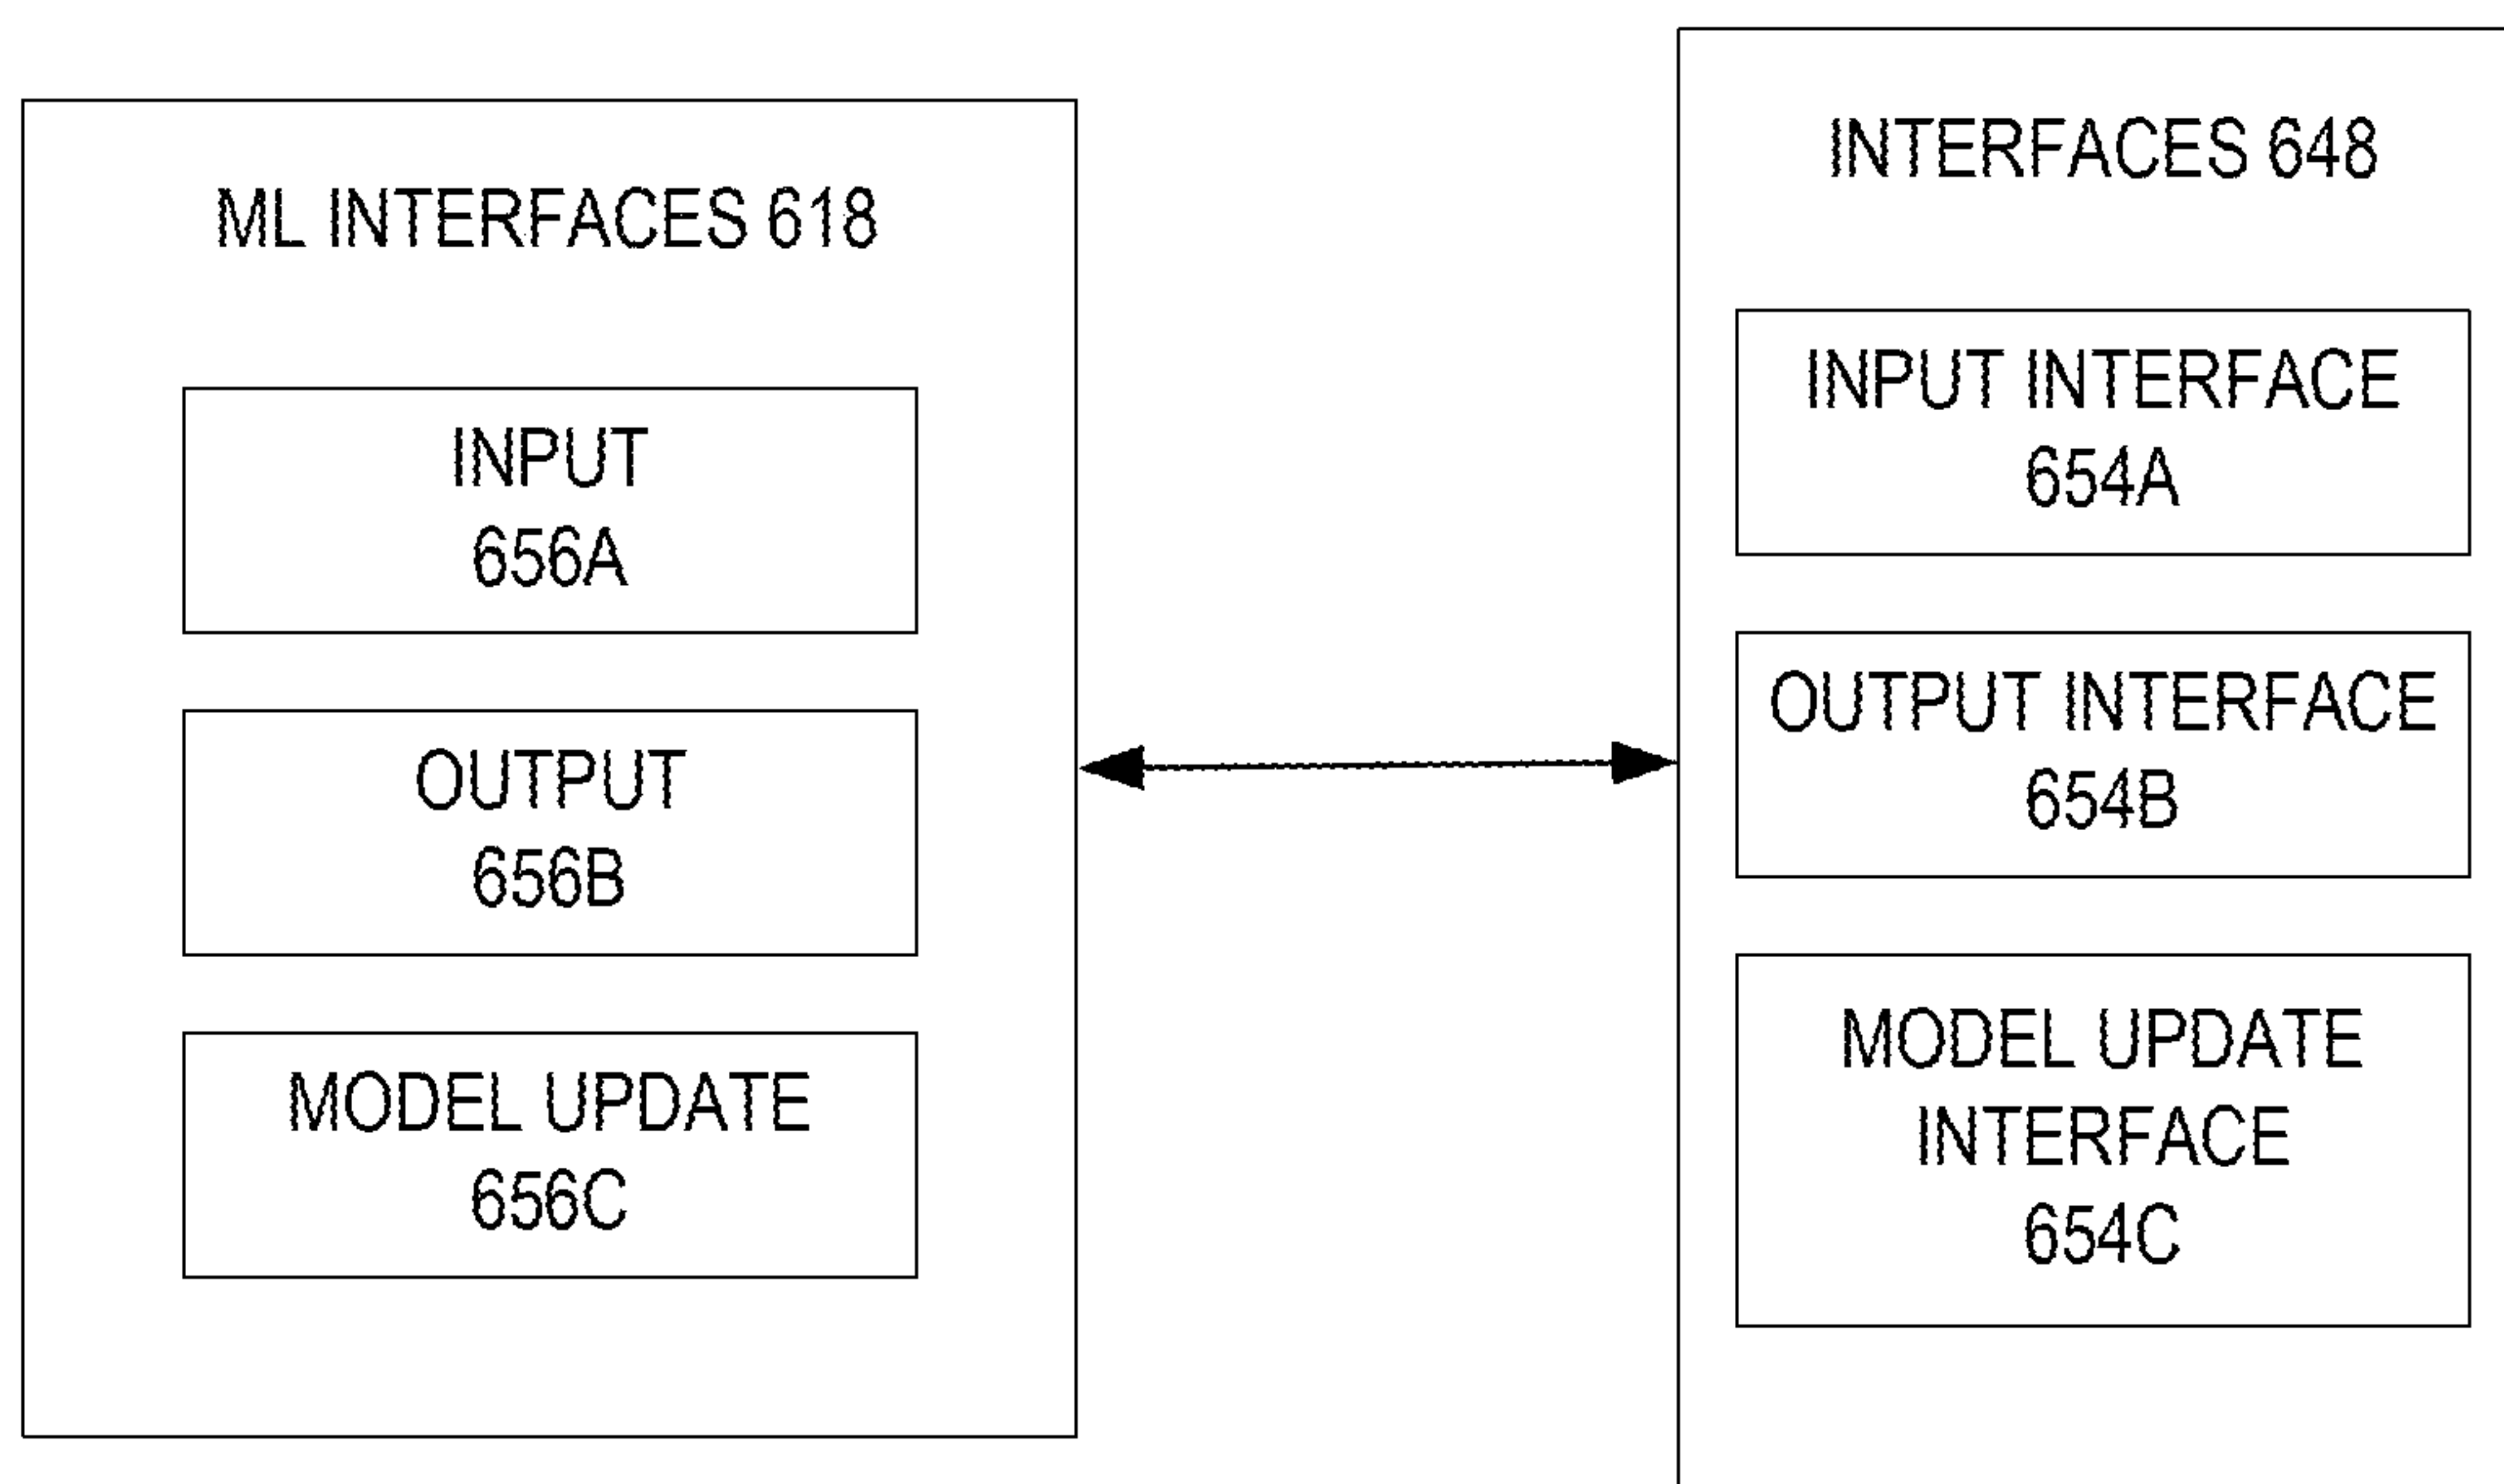 ML INTERFACES 618
INPUT
656A
OUTPUT
656B
MODEL UPDATE
656C
INTERFACES 648
INPUT INTERFACE
654A
OUTPUT INTERFACE
654B
MODEL UPDATE
INTERFACE
654C